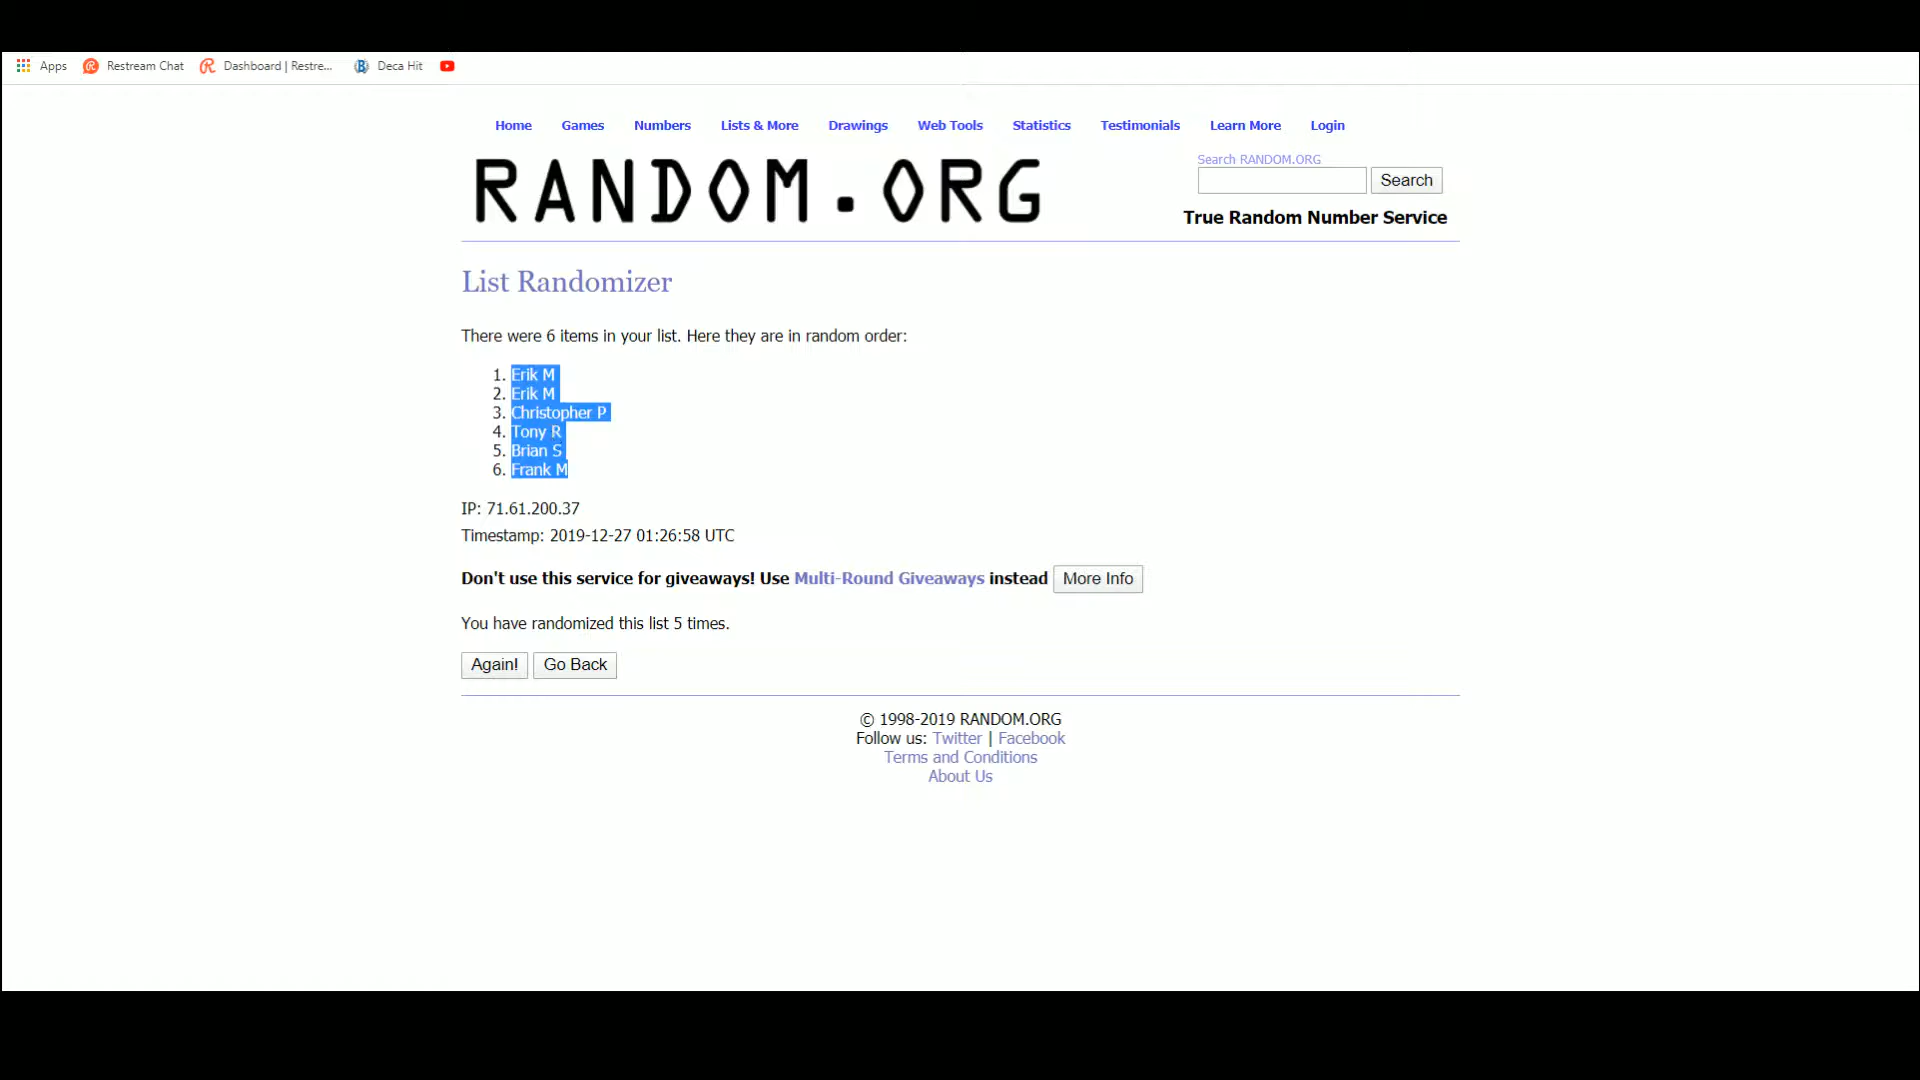 Apps Restream Chat Dashboard | Restre... Deca Hit
Home Games Numbers Lists & More Drawings Web Tools Statistics Testimonials Learn More Login
RANDOM.ORG
Search RANDOM.ORG
Search
True Random Number Service
List Randomizer
There were 6 items in your list. Here they are in random order:
1. Erik M
2. Erik M
3. Christopher P
4. Tony R
5. Brian S
6. Frank M
IP: 71.61.200.37
Timestamp: 2019-12-27 01:26:58 UTC
Don't use this service for giveaways! Use Multi-Round Giveaways instead More Info
You have randomized this list 5 times.
Again! Go Back
© 1998-2019 RANDOM.ORG
Follow us: Twitter | Facebook
Terms and Conditions
About Us